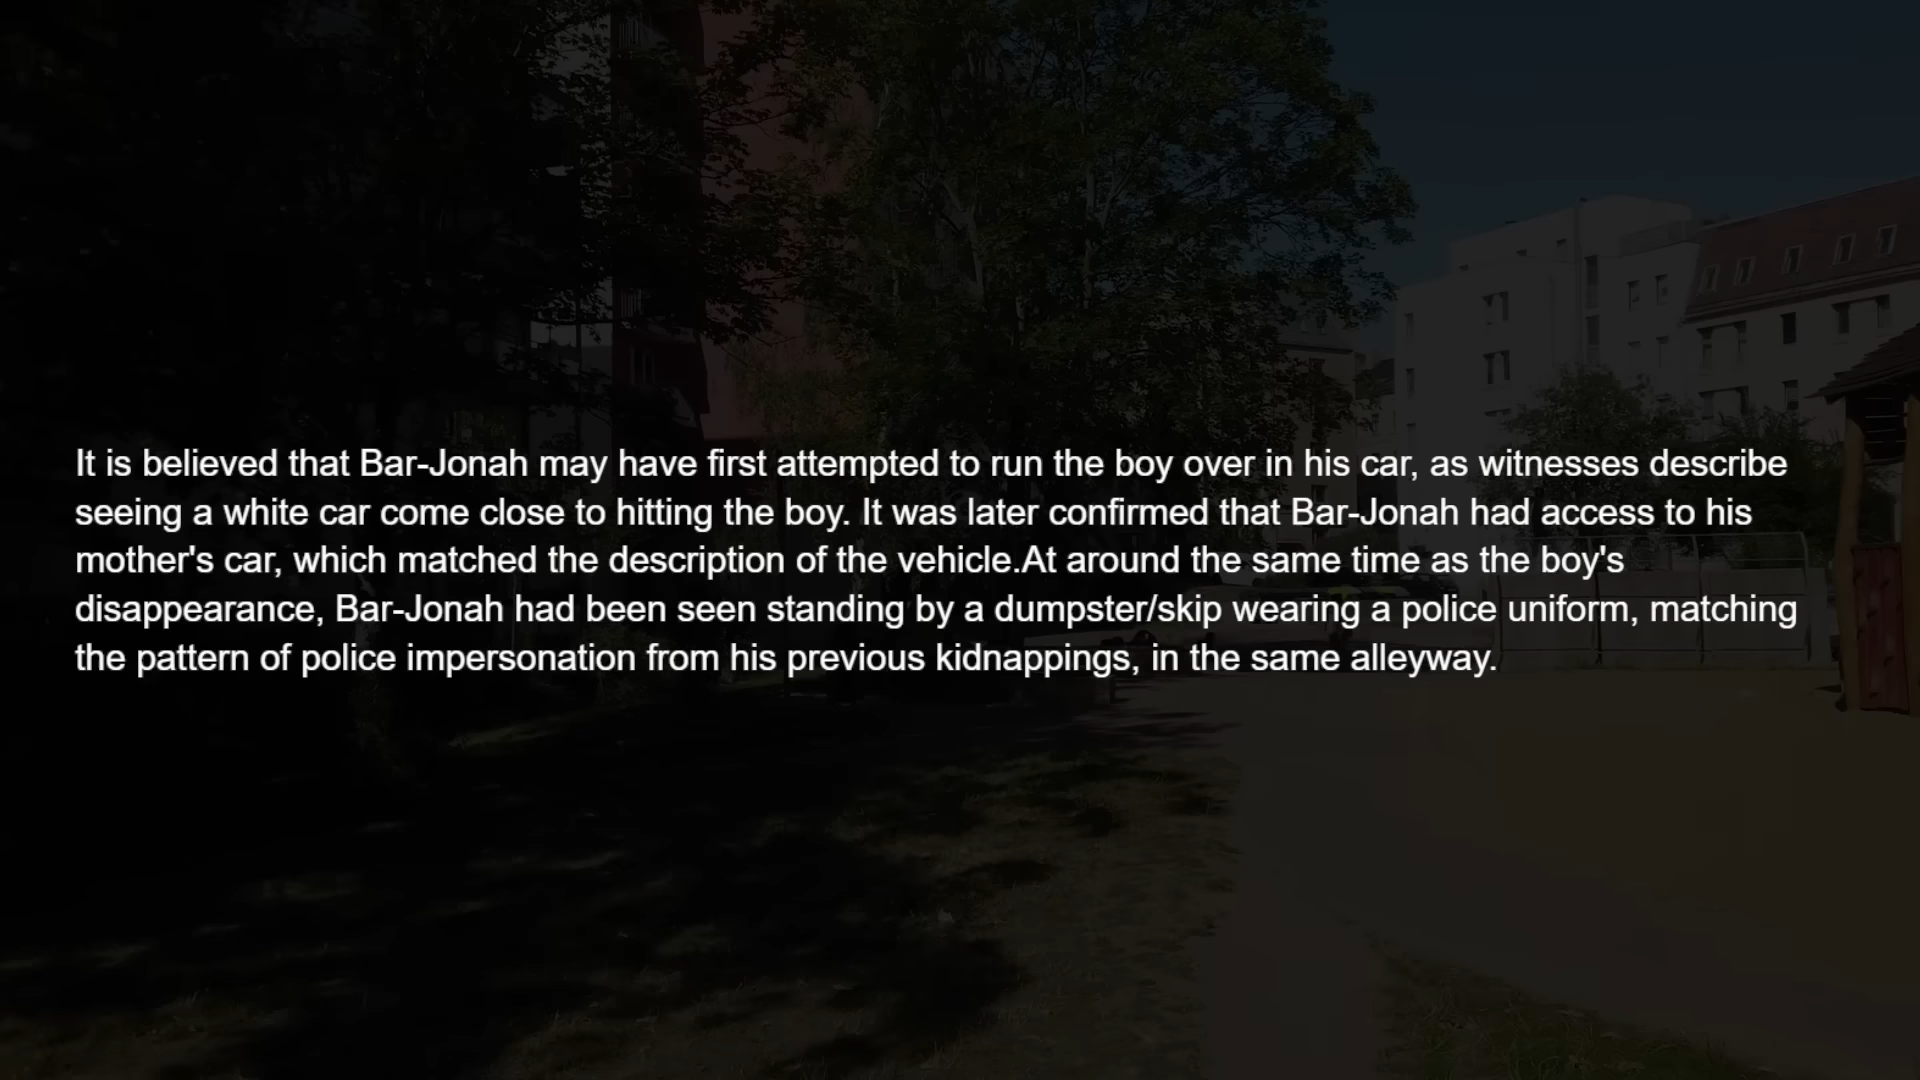 It is believed that Bar-Jonah may have first attempted to run the boy over in his car, as witnesses describe
seeing a white car come close to hitting the boy. It was later confirmed that Bar-Jonah had access to his
mother's car, which matched the description of the vehicle.At around the same time as the boy's
disappearance, Bar-Jonah had been seen standing by a dumpster/skip wearing a police uniform, matching
the pattern of police impersonation from his previous kidnappings, in the same alleyway.